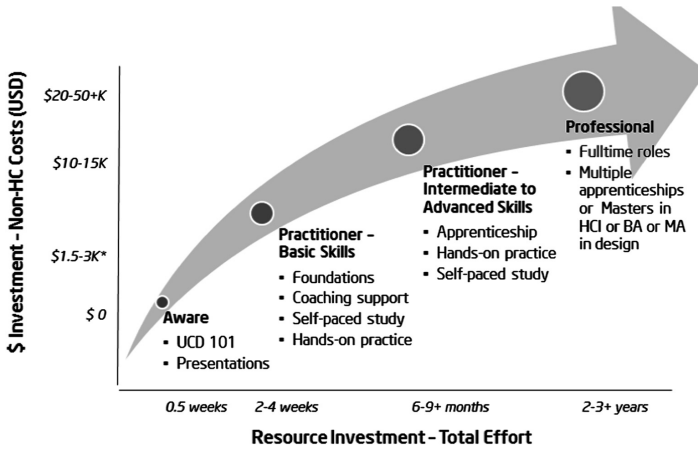 $ Investment – Non-HC Costs (USD)
$20-50+K
$10-15K
$1.5-3K*
$ 0
Aware
▪ UCD 101
▪ Presentations
Practitioner –
Basic Skills
▪ Foundations
▪ Coaching support
▪ Self-paced study
▪ Hands-on practice
Practitioner –
Intermediate to
Advanced Skills
▪ Apprenticeship
▪ Hands-on practice
▪ Self-paced study
Professional
▪ Fulltime roles
▪ Multiple
apprenticeships
or Masters in
HCI or BA or MA
in design
0.5 weeks
2-4 weeks
6-9+ months
2-3+ years
Resource Investment – Total Effort